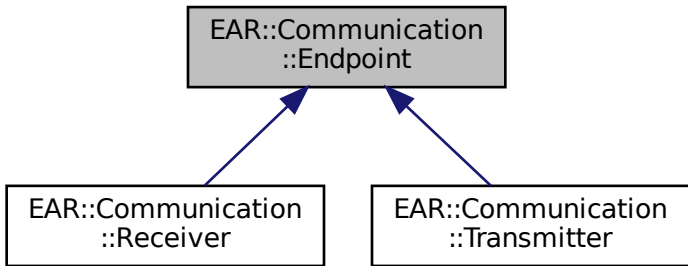 EAR::Communication
::Endpoint
EAR::Communication
::Receiver
EAR::Communication
::Transmitter